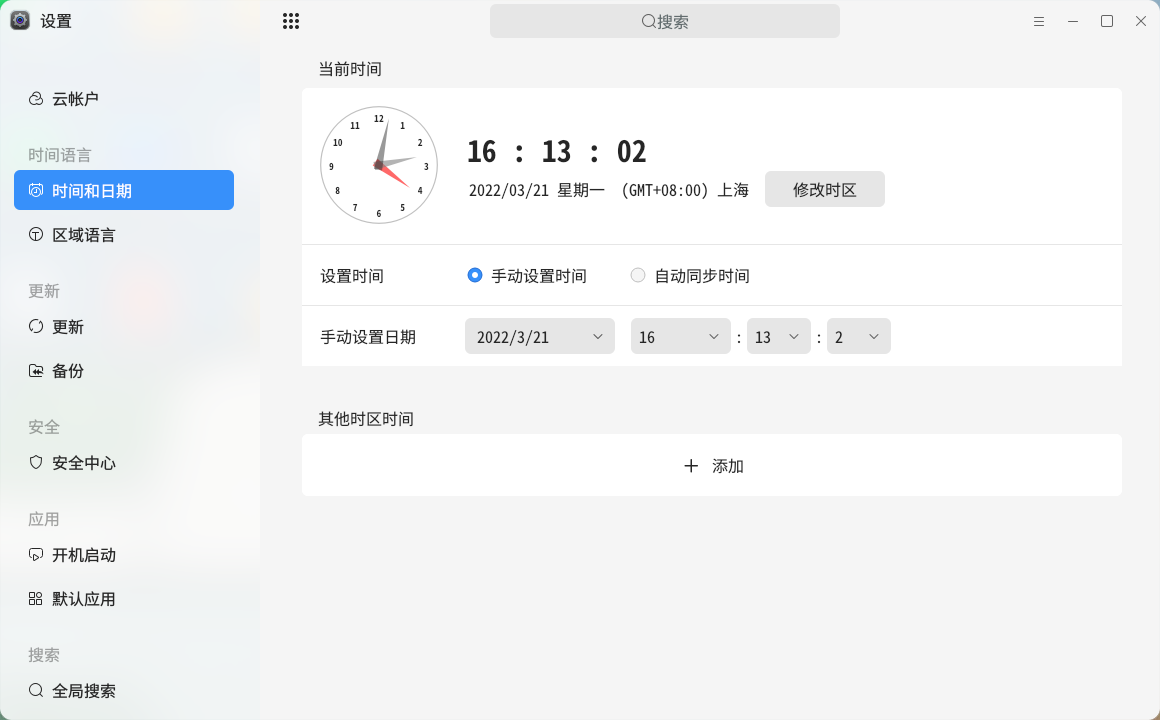 设置
搜索
云帐户
时间语言
时间和日期
区域语言
更新
更新
备份
安全
安全中心
应用
开机启动
默认应用
搜索
全局搜索
当前时间
12
1
2
3
4
5
6
7
8
9
10
11
16 : 13 : 02
2022/03/21 星期一 (GMT+08:00) 上海 修改时区
设置时间 手动设置时间 自动同步时间
手动设置日期 2022/3/21 16 : 13 : 2
其他时区时间
添加